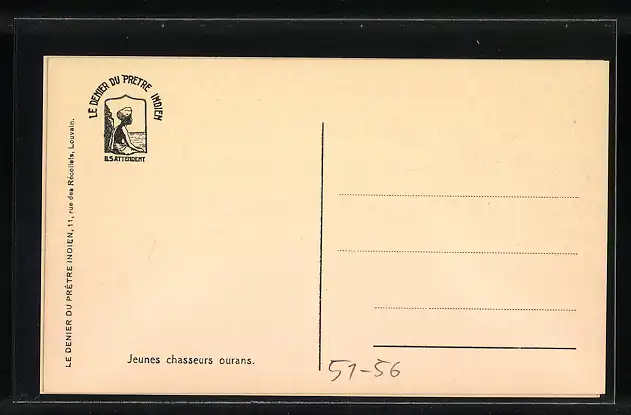 LE DENIER DU PRETRE INDIEN
ILS ATTENDENT
LE DENIER DU PRÊTRE INDIEN, 11, rue des Récollets, Louvain.
Jeunes chasseurs ourans.
51-56